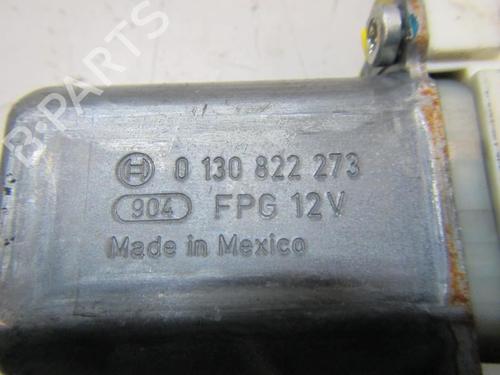 B-PARTS
0 130 822 273
904 FPG 12V
Made in Mexico